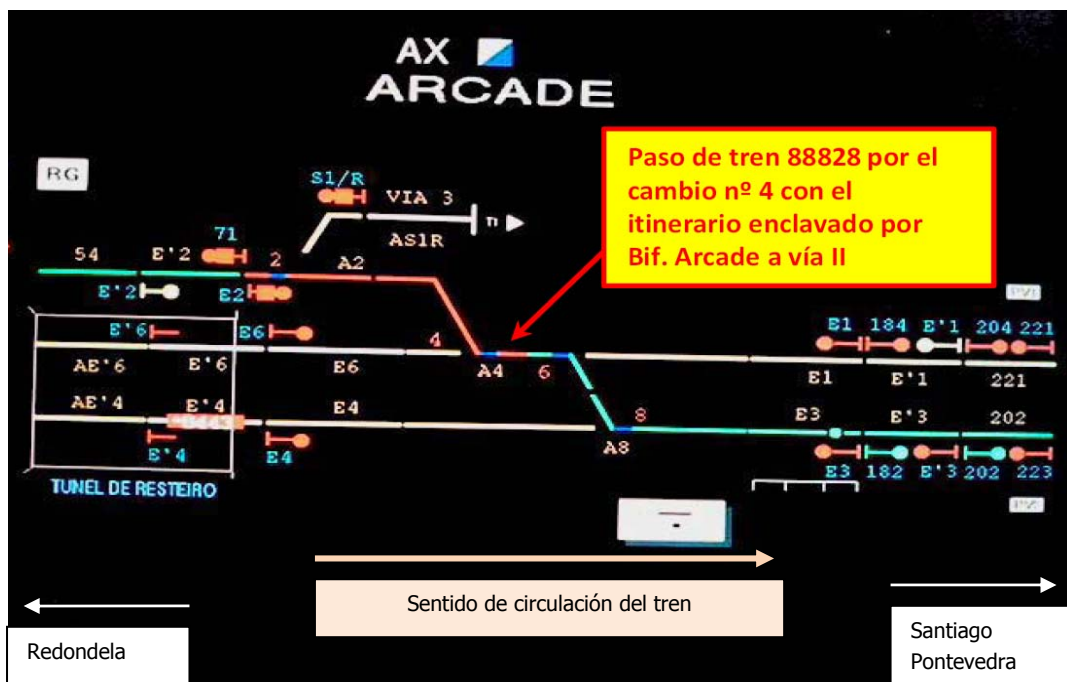 AX
ARCADE
Paso de tren 88828 por el
cambio nº 4 con el
itinerario enclavado por
Bif. Arcade a vía II
RG
S1/R
VIA 3
n
AS1R
71
54
E'2
2
A2
E'2
E2
E'6
E6
4
E1
184
E'1
204
221
AE'6
E'6
E6
A4
6
E1
E'1
221
AE'4
E'4
E4
8
E3
E'3
202
A8
E'4
E4
E3
182
E'3
202
223
TUNEL DE RESTEIRO
Sentido de circulación del tren
Redondela
Santiago
Pontevedra